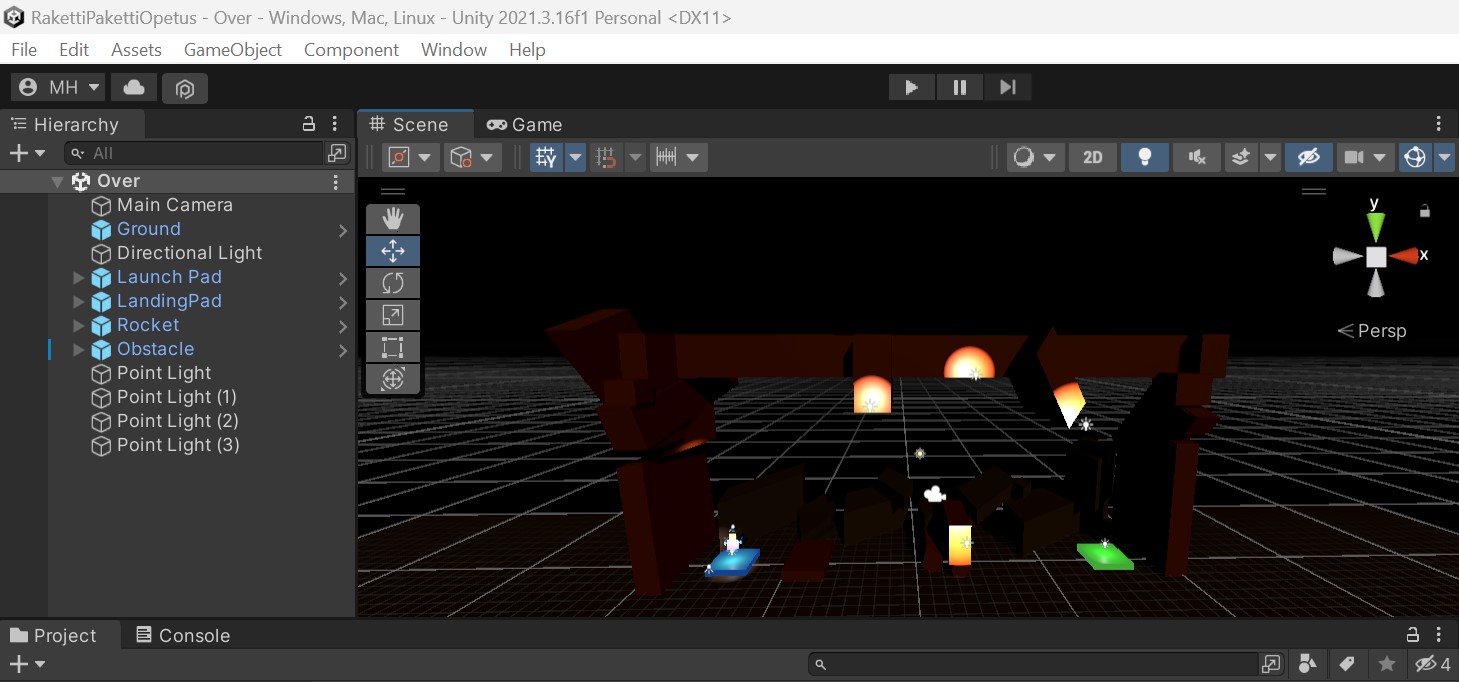 RakettiPakettiOpetus - Over - Windows, Mac, Linux - Unity 2021.3.16f1 Personal <DX11>
File Edit Assets GameObject Component Window Help
MH
Hierarchy
Scene Game
All
2D
Over
Main Camera
Ground
Directional Light
Launch Pad
LandingPad
Rocket
Obstacle
Point Light
Point Light (1)
Point Light (2)
Point Light (3)
y
x
Persp
Project Console
4